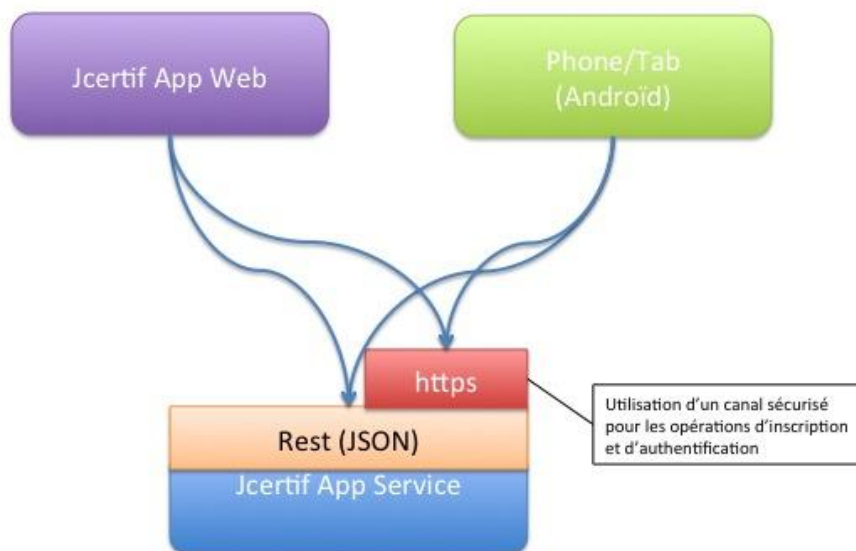 Jcertif App Web
Phone/Tab
(Androïd)
https
Rest (JSON)
Jcertif App Service
Utilisation d'un canal sécurisé
pour les opérations d'inscription
et d'authentification